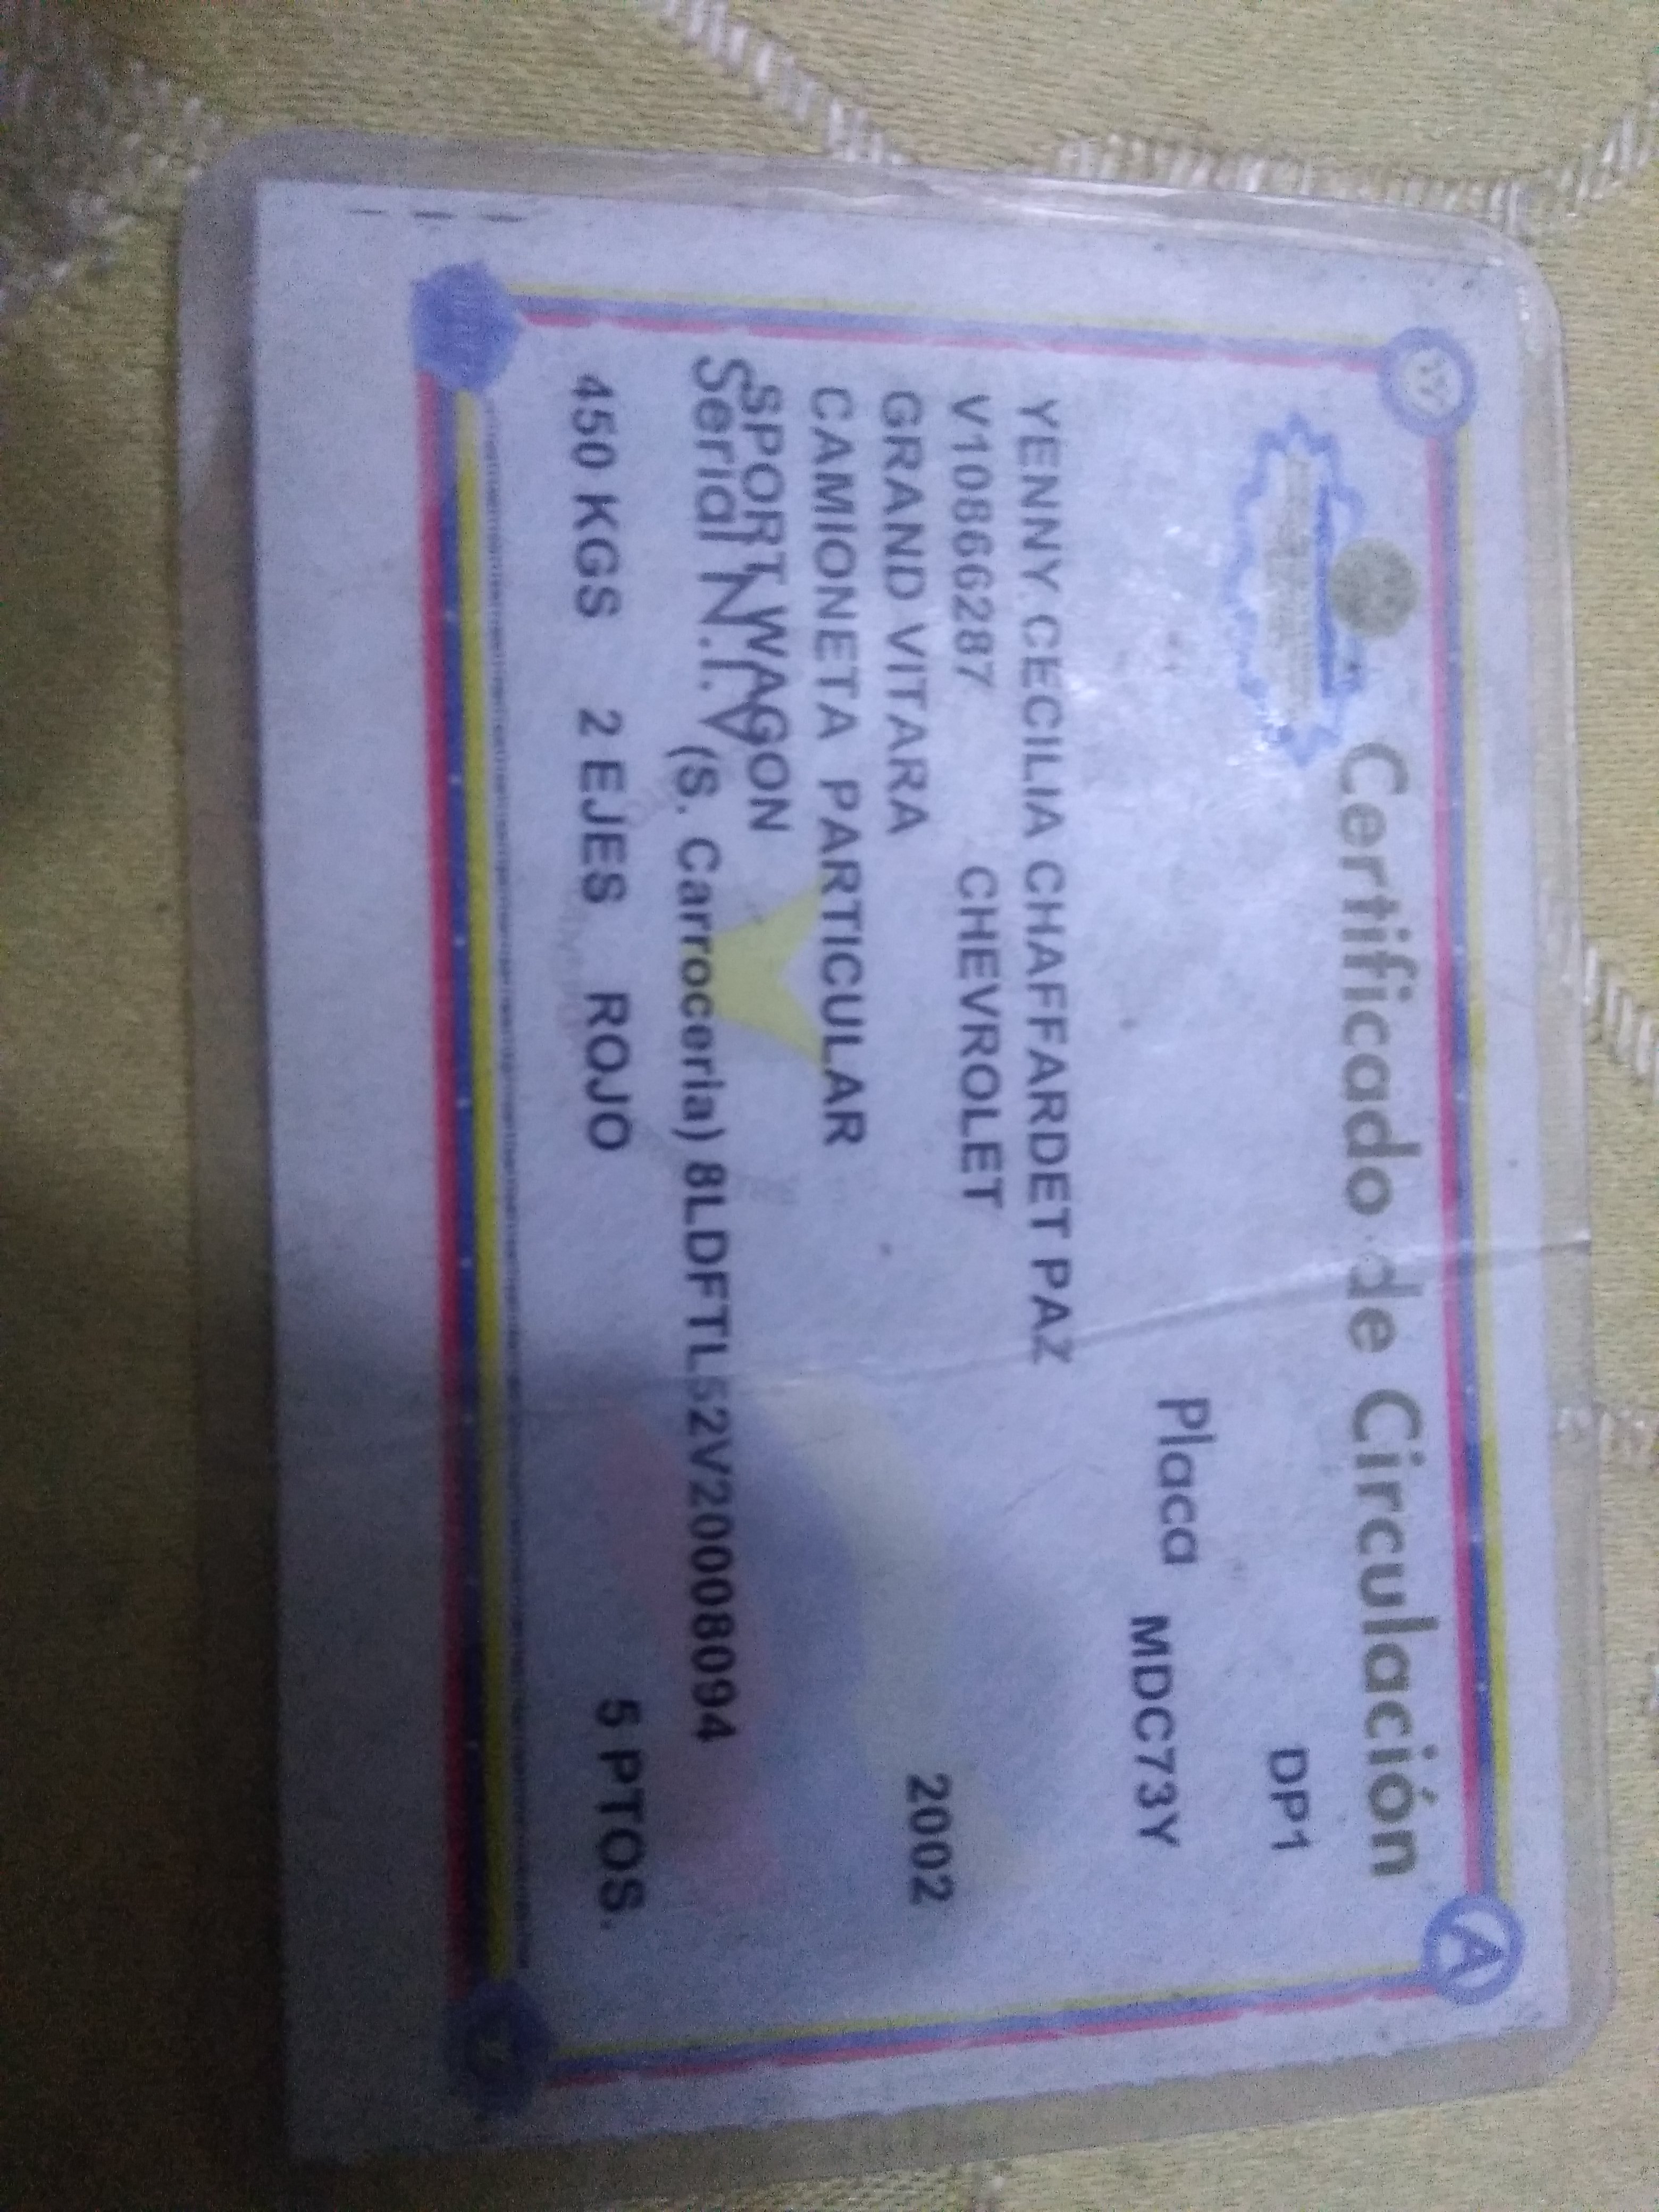 Certificado de Circulación
DP1
Placa MDC73Y
YENNY CECILIA CHAFFARDET PAZ
V10866287 CHEVROLET
GRAND VITARA 2002
CAMIONETA PARTICULAR
SPORT WAGON
Serial N.I.V (S. Carroceria) 8LDFTL52V20008094
450 KGS 2 EJES ROJO 5 PTOS.
A